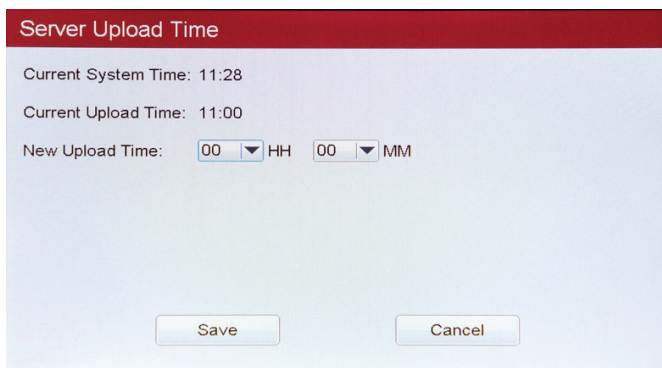 Server Upload Time
Current System Time: 11:28
Current Upload Time: 11:00
New Upload Time: 00 HH 00 MM
Save Cancel